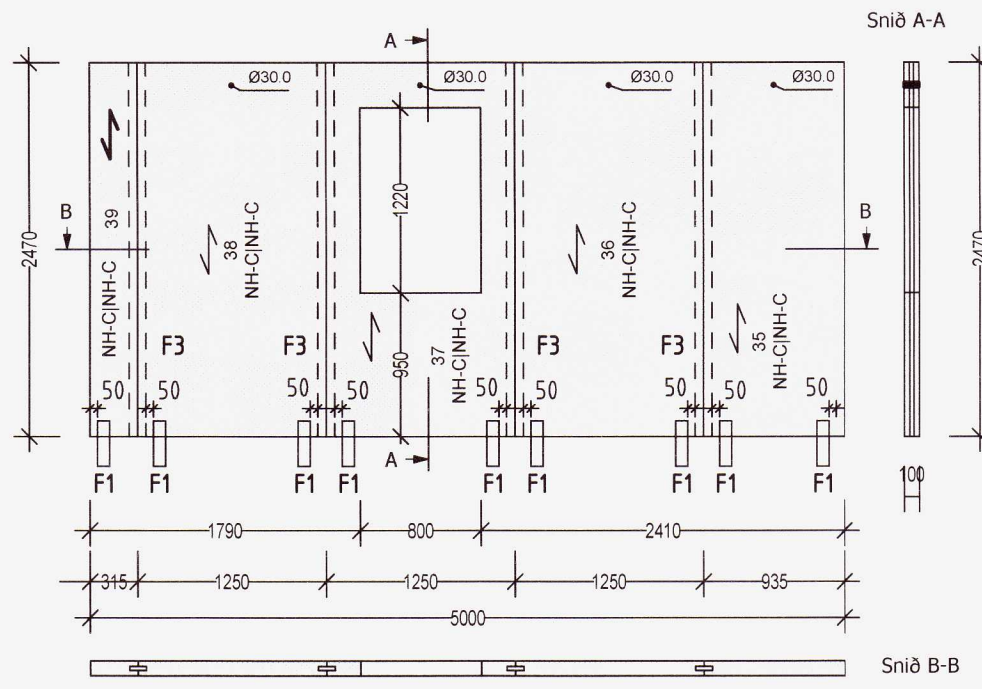 Snið A-A
A
Ø30.0
Ø30.0
Ø30.0
Ø30.0
2470
2470
B
B
1220
950
39
NH-C|NH-C
38
NH-C|NH-C
37
NH-C|NH-C
36
NH-C|NH-C
35
NH-C|NH-C
F3
F3
F3
F3
50
50
50
50
50
50
50
50
50
A
F1
F1
F1
F1
F1
F1
F1
F1
F1
100
1790
800
2410
315
1250
1250
1250
935
5000
Snið B-B